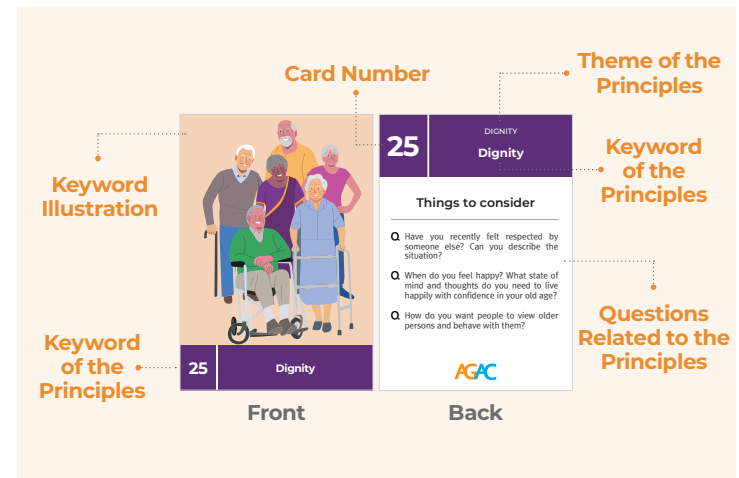 Card Number
Theme of the
Principles
Keyword
Illustration
Keyword
of the
Principles
25
Dignity
Front
25
DIGNITY
Dignity
Things to consider
Q Have you recently felt respected by
someone else? Can you describe the
situation?
Q When do you feel happy? What state of
mind and thoughts do you need to live
happily with confidence in your old age?
Q How do you want people to view older
persons and behave with them?
AGAC
Back
Keyword
of the
Principles
Questions
Related to the
Principles